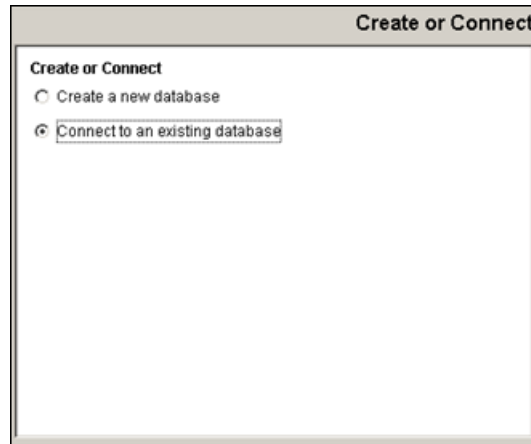 Create or Connect
Create or Connect
Create a new database
Connect to an existing database